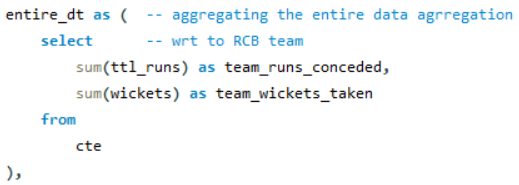 entire_dt as (  -- aggregating the entire data agrregation
    select      -- wrt to RCB team
        sum(ttl_runs) as team_runs_conceded,
        sum(wickets) as team_wickets_taken
    from
        cte
),